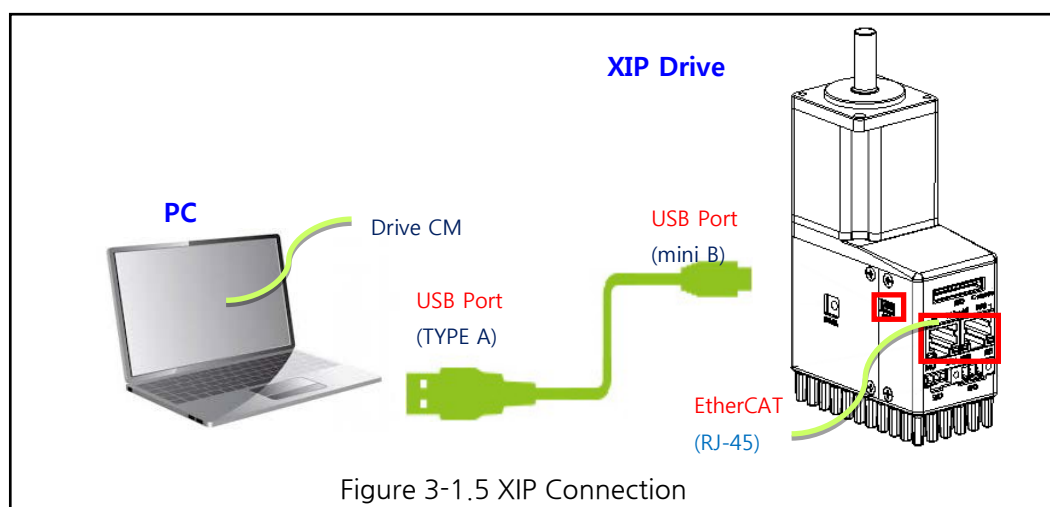 XIP Drive
PC
Drive CM
USB Port
(mini B)
USB Port
(TYPE A)
EtherCAT
(RJ-45)
Figure 3-1.5 XIP Connection